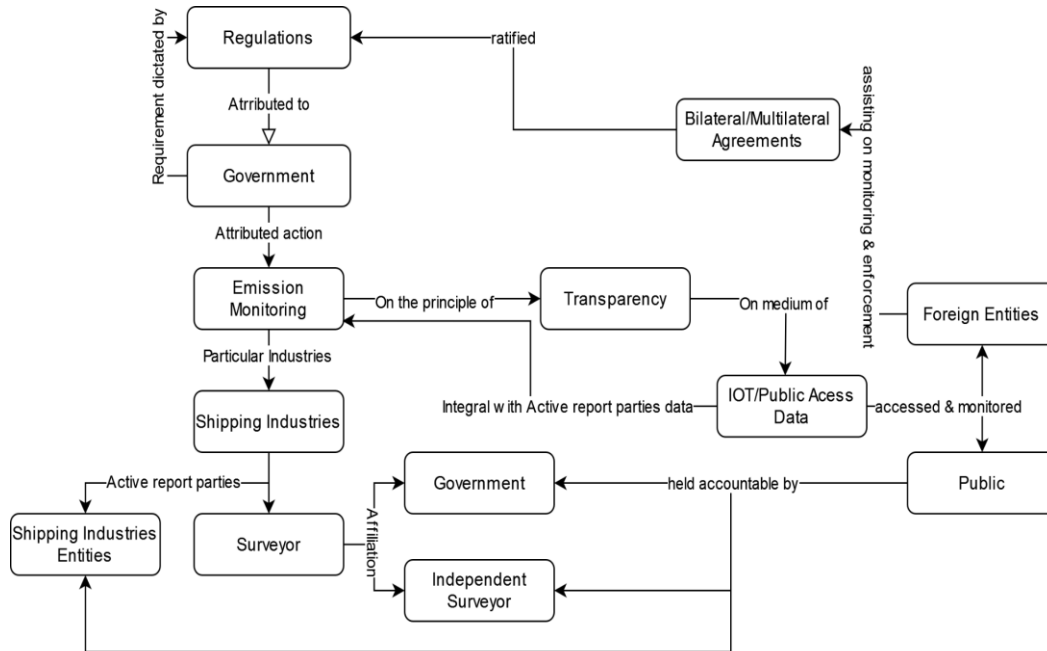 Regulations
ratified
Requirement dictated by
Atrributed to
assisting on monitoring & enforcement
Bilateral/Multilateral
Agreements
Government
Attributed action
Emission
Monitoring
On the principle of
Transparency
On medium of
Foreign Entities
Particular Industries
Shipping Industries
Integral with Active report parties data
IOT/Public Acess
Data
accessed & monitored
Active report parties
Government
held accountable by
Public
Shipping Industries
Entities
Surveyor
Affiliation
Independent
Surveyor